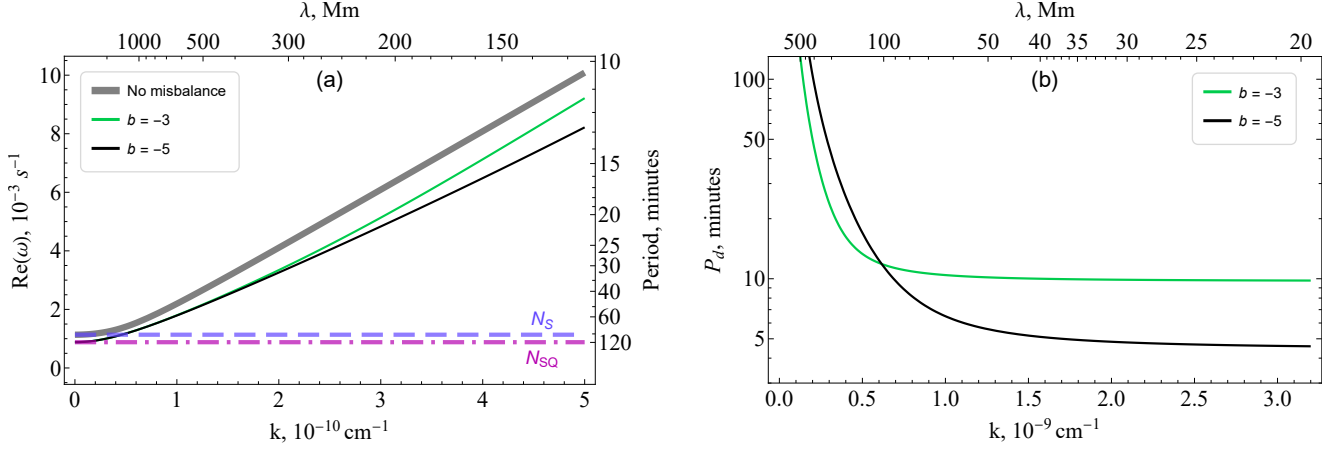 λ, Mm
1000 500 300 200 150
(a)
No misbalance
b = −3
b = −5
Re(ω), 10⁻³ s⁻¹
10
8
6
4
2
0
N_S
N_SQ
10
15
20
25
30
40
60
120
Period, minutes
0 1 2 3 4 5
k, 10⁻¹⁰ cm⁻¹
λ, Mm
500 100 50 40 35 30 25 20
(b)
b = −3
b = −5
P_d, minutes
100
50
10
5
0.0 0.5 1.0 1.5 2.0 2.5 3.0
k, 10⁻⁹ cm⁻¹